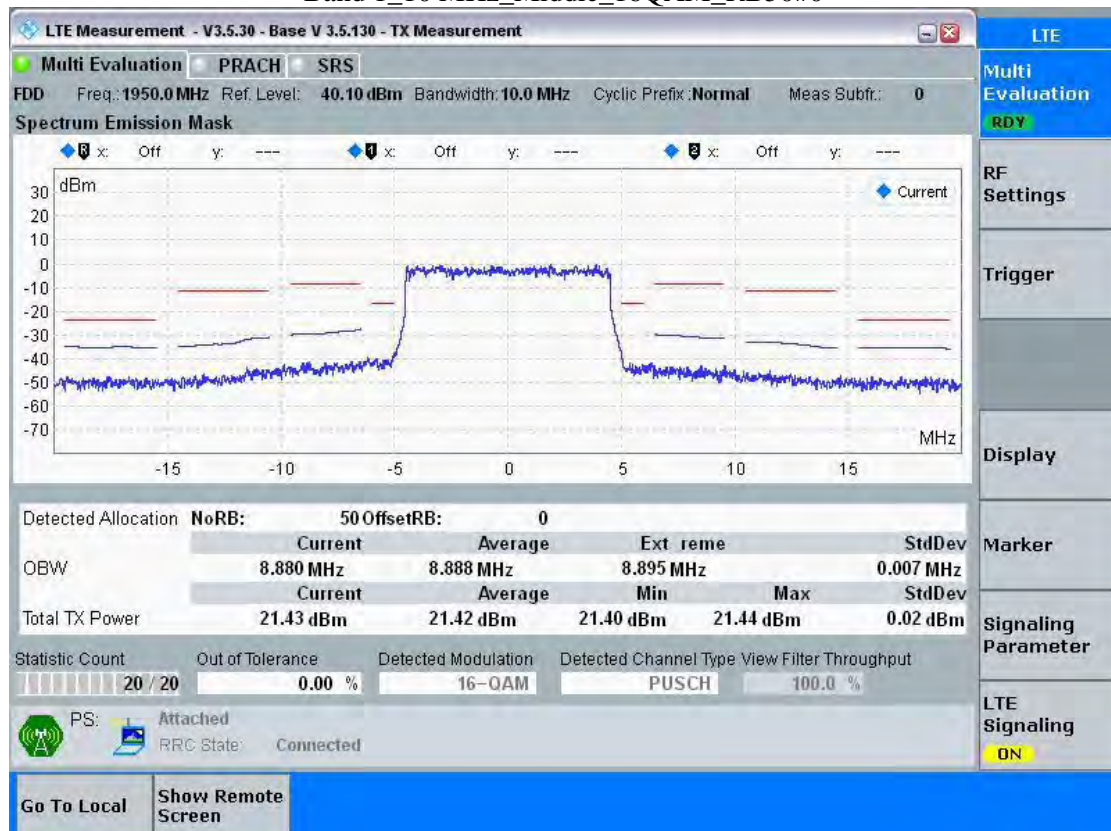 LTE Measurement - V3.5.30 - Base V 3.5.130 - TX Measurement
LTE
Multi Evaluation PRACH SRS
Multi
Evaluation
RDY
FDD Freq.: 1950.0 MHz Ref. Level: 40.10 dBm Bandwidth: 10.0 MHz Cyclic Prefix : Normal Meas Subfr.: 0
Spectrum Emission Mask
R x: Off y: --- 1 x: Off y: --- 2 x: Off y: ---
RF
Settings
dBm
Current
30
20
10
0
-10
-20
-30
-40
-50
-60
-70
MHz
-15 -10 -5 0 5 10 15
Trigger
Display
Detected Allocation NoRB: 50 OffsetRB: 0
Current Average Ext reme StdDev
OBW 8.880 MHz 8.888 MHz 8.895 MHz 0.007 MHz
Current Average Min Max StdDev
Total TX Power 21.43 dBm 21.42 dBm 21.40 dBm 21.44 dBm 0.02 dBm
Marker
Signaling
Parameter
Statistic Count Out of Tolerance Detected Modulation Detected Channel Type View Filter Throughput
20 / 20 0.00 % 16-QAM PUSCH 100.0 %
PS: Attached
RRC State: Connected
LTE
Signaling
ON
Go To Local
Show Remote
Screen